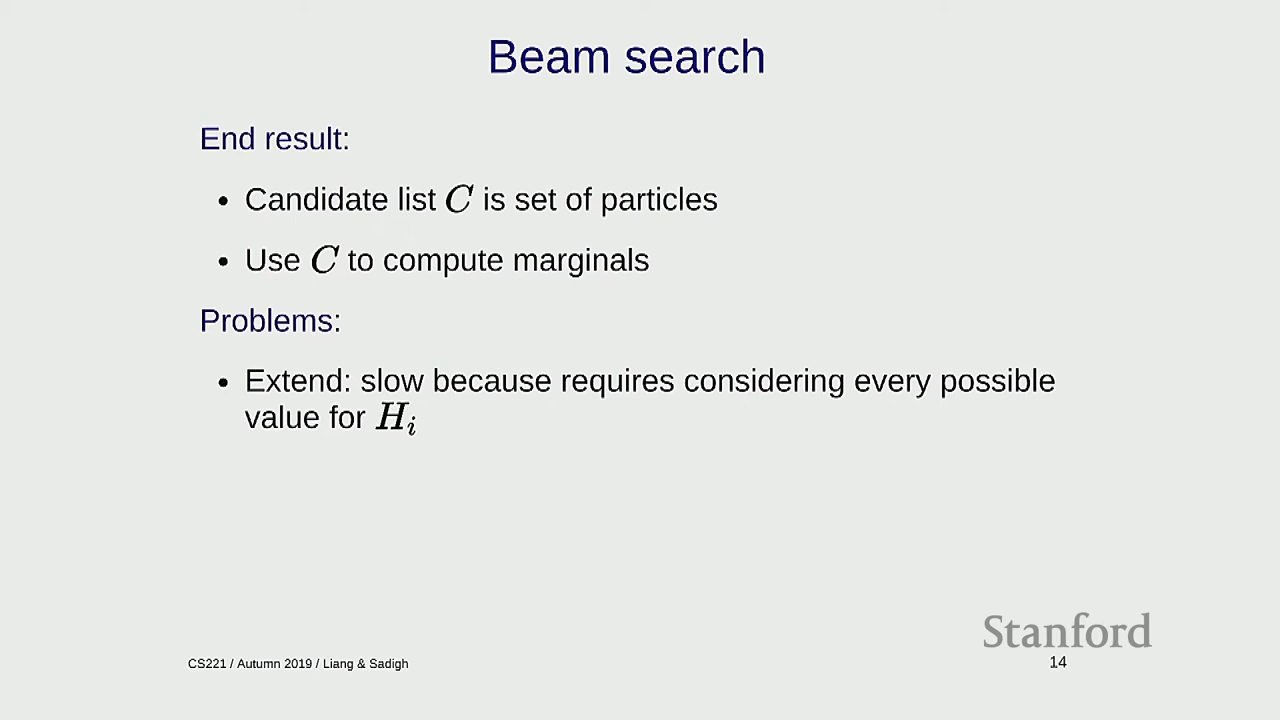 Beam search
End result:
• Candidate list C is set of particles
• Use C to compute marginals
Problems:
• Extend: slow because requires considering every possible
value for H_i
Stanford
CS221 / Autumn 2019 / Liang & Sadigh
14